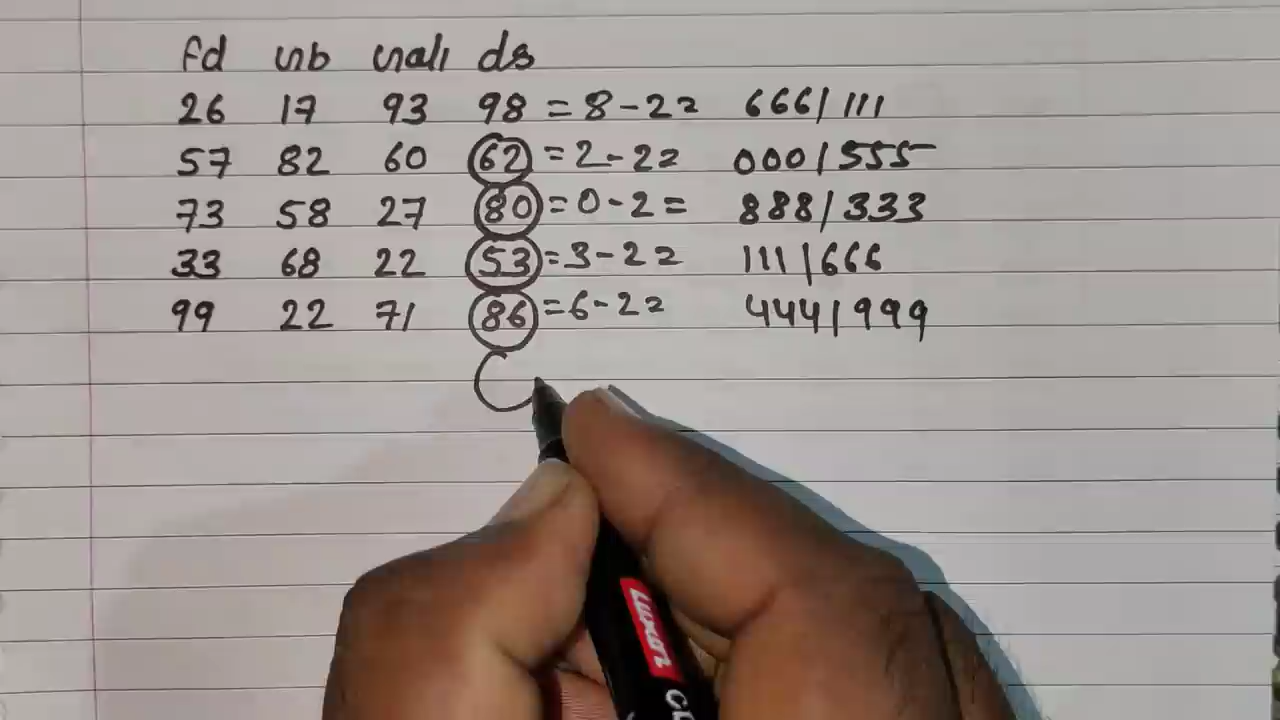 fd gb gali ds
26 17 93 98 = 8 - 2 = 666/111
57 82 60 62 = 2 - 2 = 000/555
73 58 27 80 = 0 - 2 = 888/333
33 68 22 53 = 3 - 2 = 111/666
99 22 71 86 = 6 - 2 = 444/999
Luxor